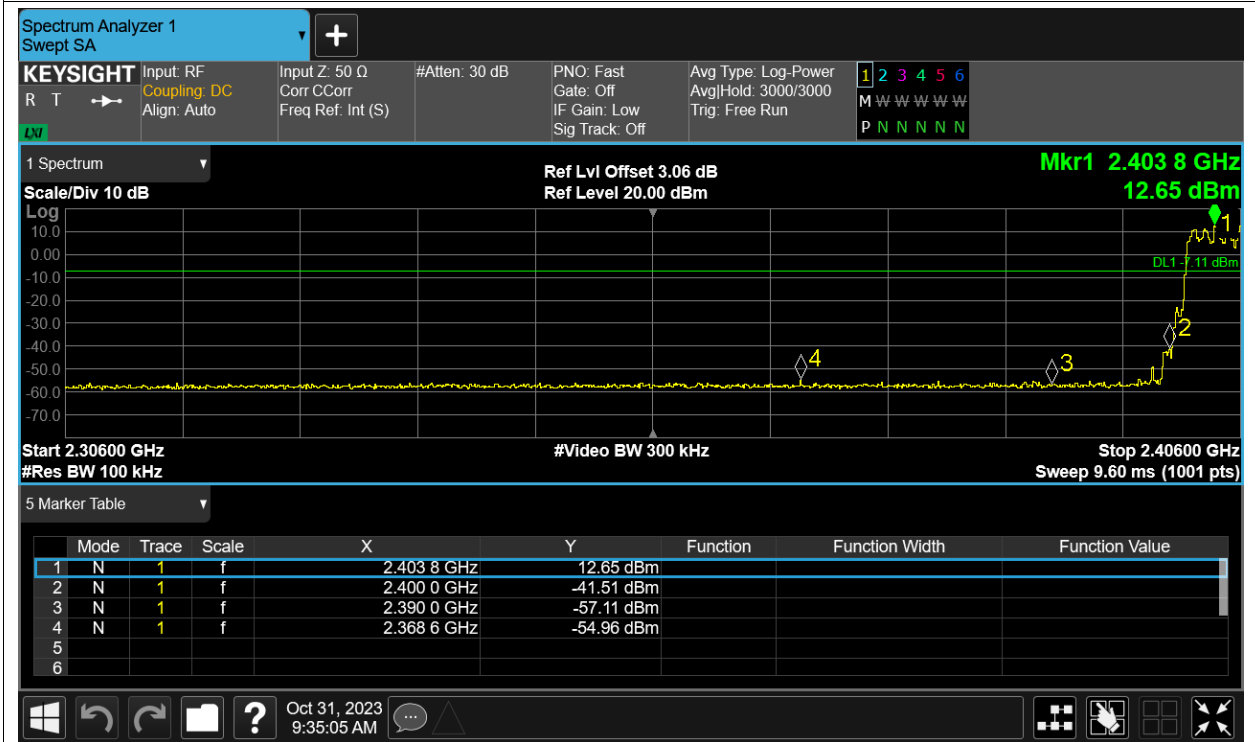 Spectrum Analyzer 1
Swept SA
+
KEYSIGHT Input: RF Input Z: 50 Ω #Atten: 30 dB PNO: Fast Avg Type: Log-Power 1 2 3 4 5 6
R T Coupling: DC Corr CCorr Gate: Off Avg|Hold: 3000/3000 M W W W W W
Align: Auto Freq Ref: Int (S) IF Gain: Low Trig: Free Run P N N N N N
LXI Sig Track: Off
1 Spectrum Ref Lvl Offset 3.06 dB Mkr1 2.403 8 GHz
Scale/Div 10 dB Ref Level 20.00 dBm 12.65 dBm
Log
1
10.0
0.00
DL1 -7.11 dBm
-10.0
-20.0
-30.0
2
-40.0
4
3
-50.0
-60.0
-70.0
Start 2.30600 GHz #Video BW 300 kHz Stop 2.40600 GHz
#Res BW 100 kHz Sweep 9.60 ms (1001 pts)
5 Marker Table
Mode Trace Scale X Y Function Function Width Function Value
1 N 1 f 2.403 8 GHz 12.65 dBm
2 N 1 f 2.400 0 GHz -41.51 dBm
3 N 1 f 2.390 0 GHz -57.11 dBm
4 N 1 f 2.368 6 GHz -54.96 dBm
5
6
? Oct 31, 2023
9:35:05 AM